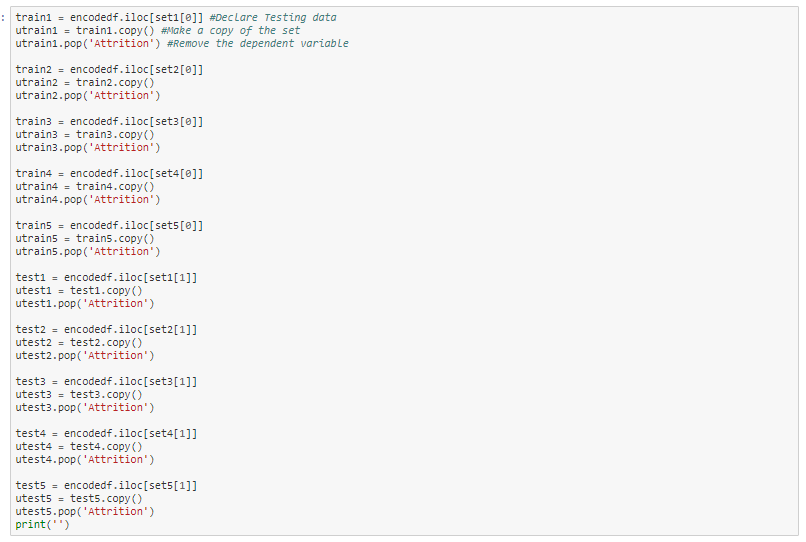 :
train1 = encodedf.iloc[set1[0]] #Declare Testing data
utrain1 = train1.copy() #Make a copy of the set
utrain1.pop('Attrition') #Remove the dependent variable

train2 = encodedf.iloc[set2[0]]
utrain2 = train2.copy()
utrain2.pop('Attrition')

train3 = encodedf.iloc[set3[0]]
utrain3 = train3.copy()
utrain3.pop('Attrition')

train4 = encodedf.iloc[set4[0]]
utrain4 = train4.copy()
utrain4.pop('Attrition')

train5 = encodedf.iloc[set5[0]]
utrain5 = train5.copy()
utrain5.pop('Attrition')

test1 = encodedf.iloc[set1[1]]
utest1 = test1.copy()
utest1.pop('Attrition')

test2 = encodedf.iloc[set2[1]]
utest2 = test2.copy()
utest2.pop('Attrition')

test3 = encodedf.iloc[set3[1]]
utest3 = test3.copy()
utest3.pop('Attrition')

test4 = encodedf.iloc[set4[1]]
utest4 = test4.copy()
utest4.pop('Attrition')

test5 = encodedf.iloc[set5[1]]
utest5 = test5.copy()
utest5.pop('Attrition')
print('')